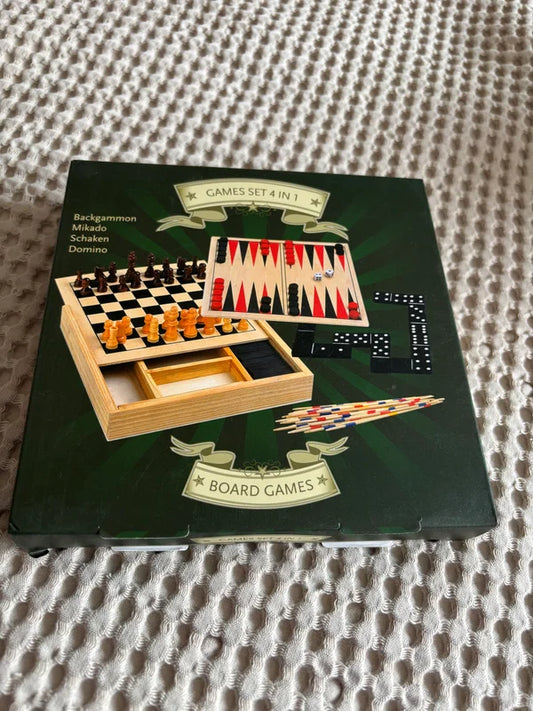 GAMES SET 4 IN 1
Backgammon
Mikado
Schaken
Domino
BOARD GAMES
GAMES SET 4 IN 1